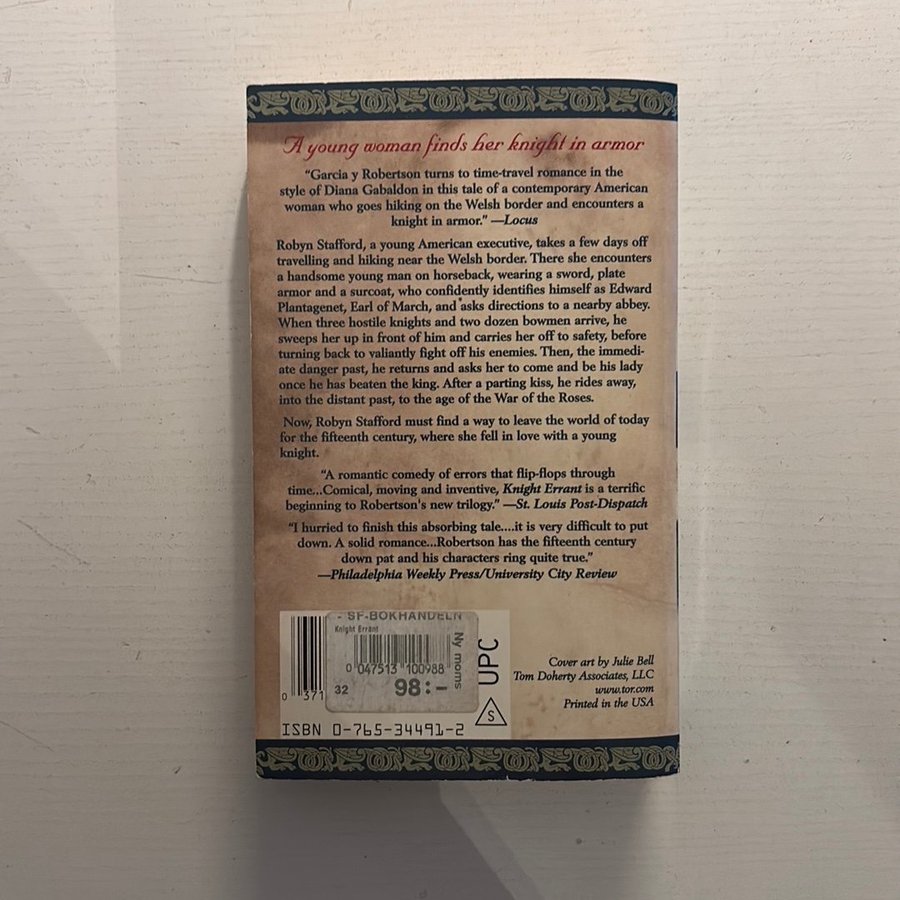 A young woman finds her knight in armor
“Garcia y Robertson turns to time-travel romance in the
style of Diana Gabaldon in this tale of a contemporary American
woman who goes hiking on the Welsh border and encounters a
knight in armor.” —Locus
Robyn Stafford, a young American executive, takes a few days off
travelling and hiking near the Welsh border. There she encounters
a handsome young man on horseback, wearing a sword, plate
armor and a surcoat, who confidently identifies himself as Edward
Plantagenet, Earl of March, and asks directions to a nearby abbey.
When three hostile knights and two dozen bowmen arrive, he
sweeps her up in front of him and carries her off to safety, before
turning back to valiantly fight off his enemies. Then, the immedi-
ate danger past, he returns and asks her to come and be his lady
once he has beaten the king. After a parting kiss, he rides away,
into the distant past, to the age of the War of the Roses.
Now, Robyn Stafford must find a way to leave the world of today
for the fifteenth century, where she fell in love with a young
knight.
“A romantic comedy of errors that flip-flops through
time...Comical, moving and inventive, Knight Errant is a terrific
beginning to Robertson's new trilogy.” —St. Louis Post-Dispatch
“I hurried to finish this absorbing tale....it is very difficult to put
down. A solid romance...Robertson has the fifteenth century
down pat and his characters ring quite true.”
—Philadelphia Weekly Press/University City Review
- SF-BOKHANDELN
Knight Errant
0 047513 100988
32
98:-
Ny moms
0 371
UPC
S
ISBN 0-765-34491-2
Cover art by Julie Bell
Tom Doherty Associates, LLC
www.tor.com
Printed in the USA